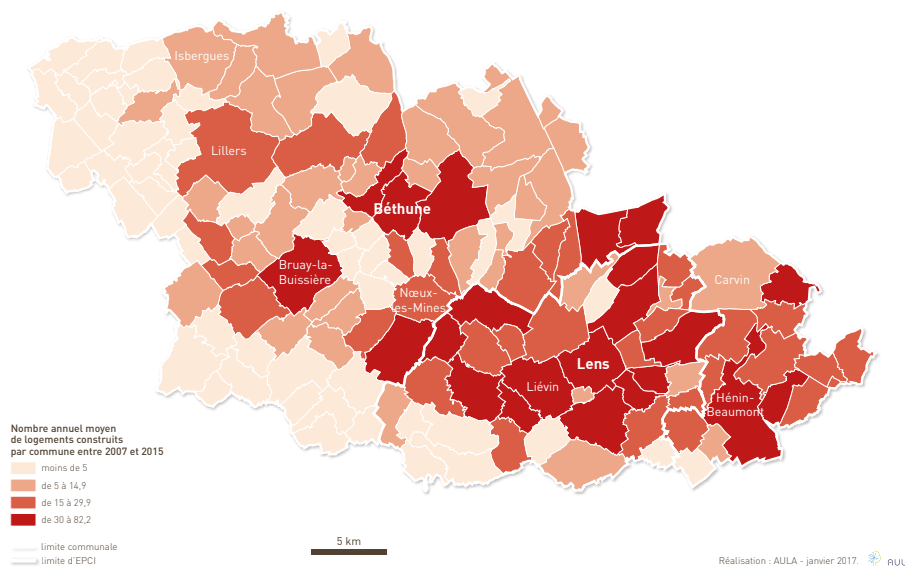 Isbergues
Lillers
Béthune
Bruay-la-
Buissière
Nœux-
les-Mines
Carvin
Lens
Liévin
Hénin-
Beaumont
Nombre annuel moyen
de logements construits
par commune entre 2007 et 2015
moins de 5
de 5 à 14,9
de 15 à 29,9
de 30 à 82,2
limite communale
limite d'EPCI
5 km
Réalisation : AULA - janvier 2017.